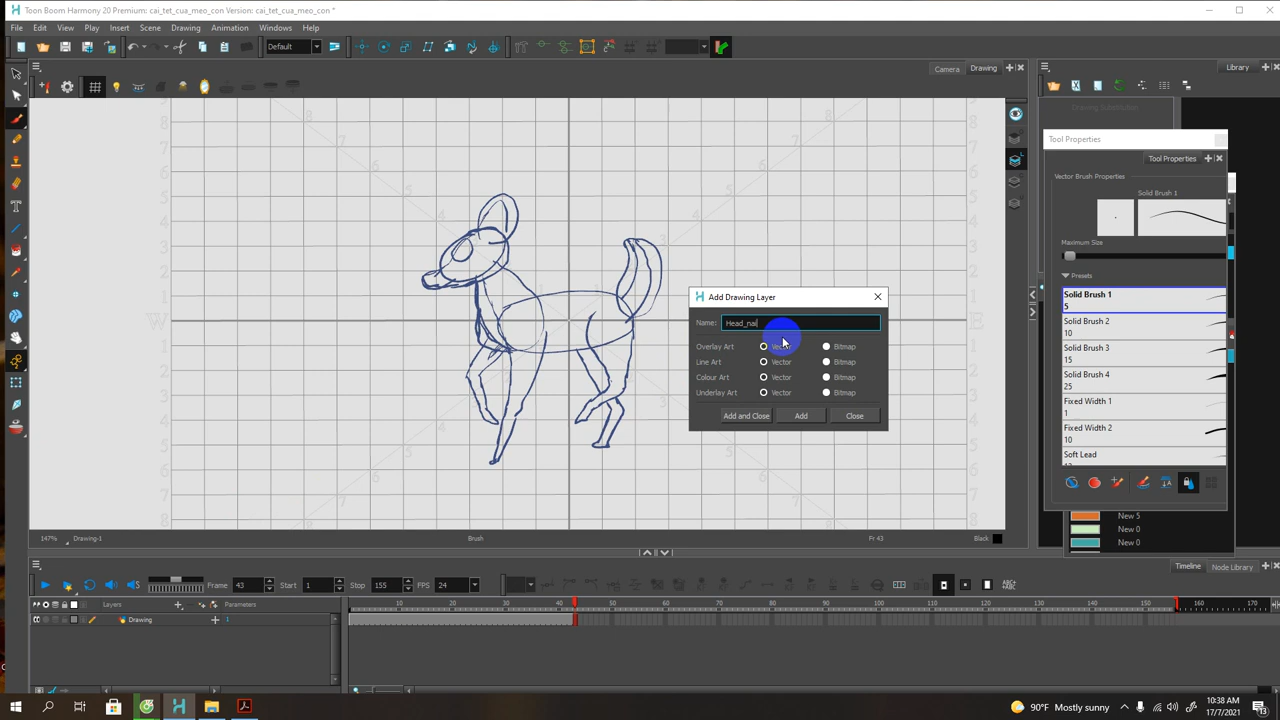 Toon Boom Harmony 20 Premium: cai_tet_cua_meo_con Version: cai_tet_cua_meo_con *
File Edit View Play Insert Scene Drawing Animation Windows Help
Default
Camera Drawing
Library
Drawing Substitution
Tool Properties
Tool Properties
Vector Brush Properties
Solid Brush 1
Maximum Size
Presets
Solid Brush 1
5
Solid Brush 2
10
Solid Brush 3
15
Solid Brush 4
25
Fixed Width 1
1
Fixed Width 2
10
Soft Lead
New 5
New 0
New 0
Add Drawing Layer
Name: Head_nai
Overlay Art Vector Bitmap
Line Art Vector Bitmap
Colour Art Vector Bitmap
Underlay Art Vector Bitmap
Add and Close Add Close
W E
147% Drawing-1 Brush Fr 43 Black
Timeline Node Library
Frame 43 Start 1 Stop 155 FPS 24
Layers Parameters
10 20 30 40 50 60 70 80 90 100 110 120 130 140 150 160 170
Drawing 1
90°F Mostly sunny
10:38 AM
17/7/2021
13